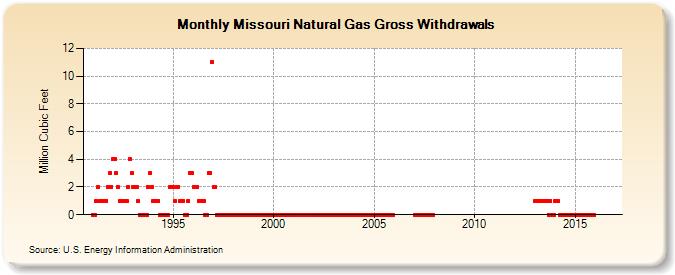 Monthly Missouri Natural Gas Gross Withdrawals
Million Cubic Feet
12
10
8
6
4
2
0
1995 2000 2005 2010 2015
Source: U.S. Energy Information Administration